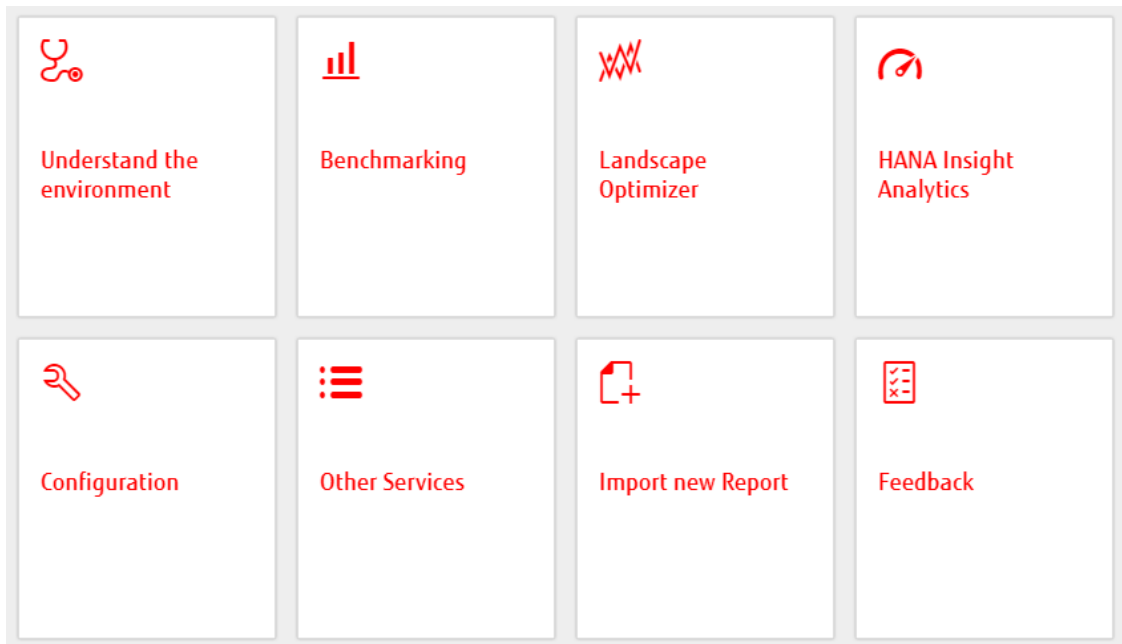 Understand the
environment
Benchmarking
Landscape
Optimizer
HANA Insight
Analytics
Configuration
Other Services
Import new Report
Feedback